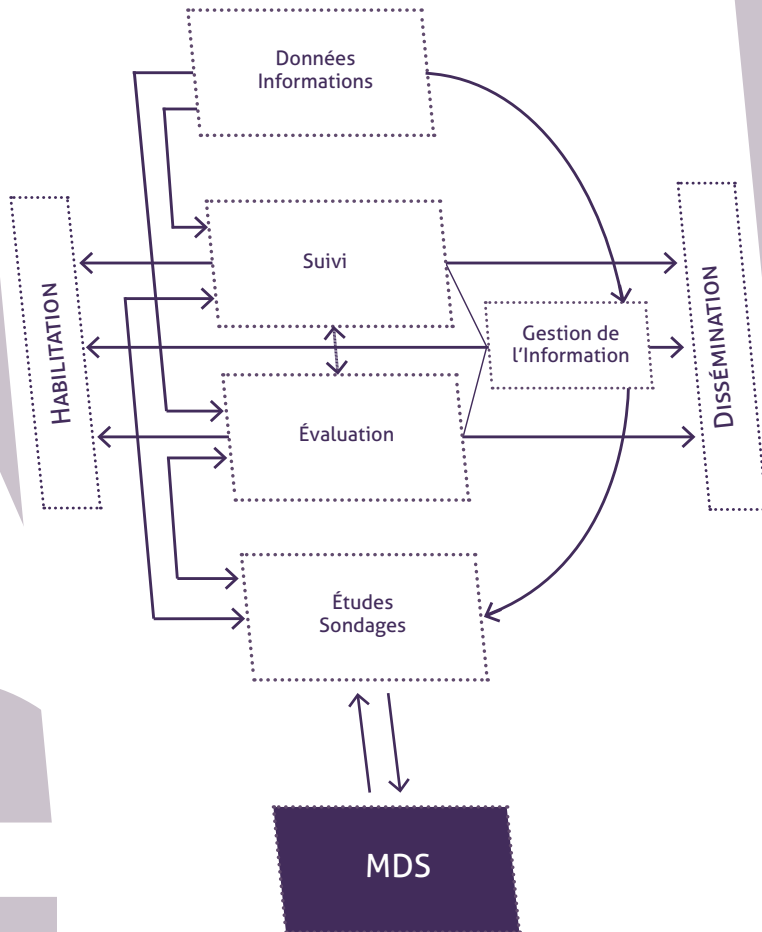 Données
Informations
Suivi
HABILITATION
Gestion de
l'Information
DISSÉMINATION
Évaluation
Études
Sondages
MDS